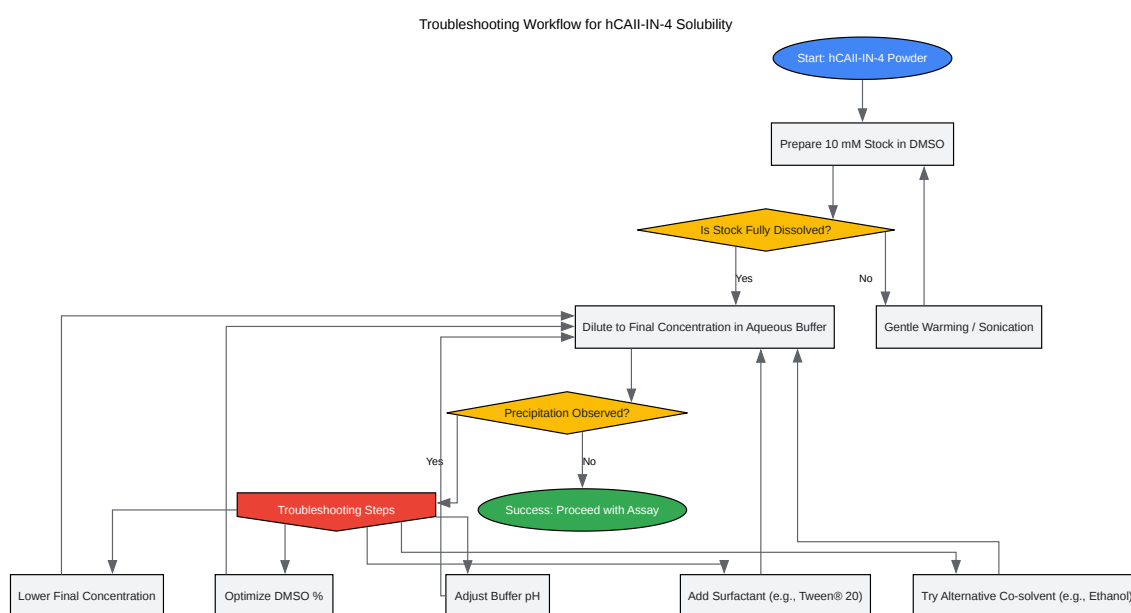 Troubleshooting Workflow for hCAII-IN-4 Solubility
Start: hCAII-IN-4 Powder
Prepare 10 mM Stock in DMSO
Is Stock Fully Dissolved?
Yes
No
Dilute to Final Concentration in Aqueous Buffer
Gentle Warming / Sonication
Precipitation Observed?
Yes
No
Troubleshooting Steps
Success: Proceed with Assay
Lower Final Concentration
Optimize DMSO %
Adjust Buffer pH
Add Surfactant (e.g., Tween® 20)
Try Alternative Co-solvent (e.g., Ethanol)